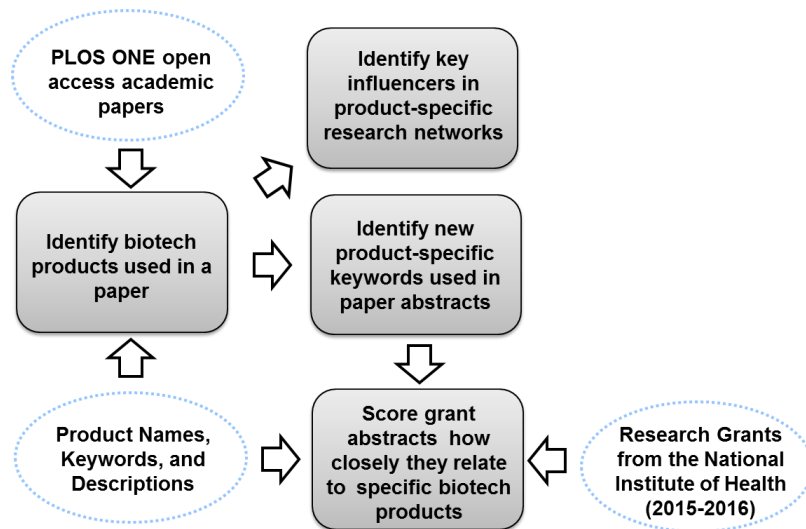 PLOS ONE open
access academic
papers
Identify key
influencers in
product-specific
research networks
Identify biotech
products used in a
paper
Identify new
product-specific
keywords used in
paper abstracts
Product Names,
Keywords, and
Descriptions
Score grant
abstracts how
closely they relate
to specific biotech
products
Research Grants
from the National
Institute of Health
(2015-2016)